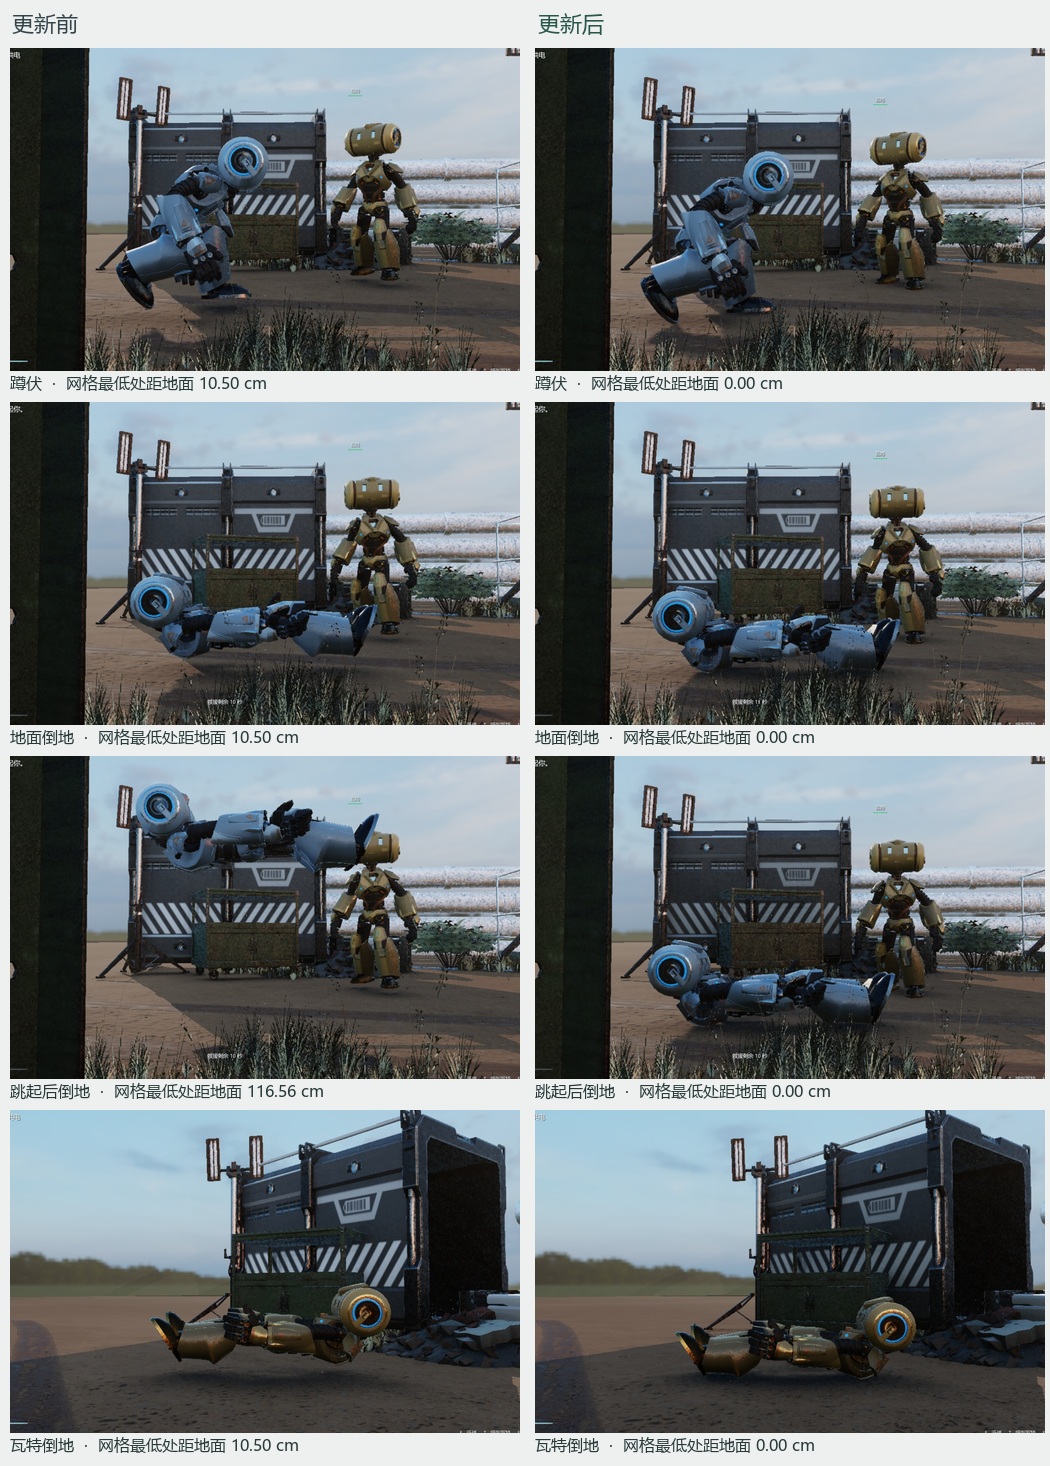 更新前
更新后
蹲伏 · 网格最低处距地面 10.50 cm
蹲伏 · 网格最低处距地面 0.00 cm
地面倒地 · 网格最低处距地面 10.50 cm
地面倒地 · 网格最低处距地面 0.00 cm
跳起后倒地 · 网格最低处距地面 116.56 cm
跳起后倒地 · 网格最低处距地面 0.00 cm
瓦特倒地 · 网格最低处距地面 10.50 cm
瓦特倒地 · 网格最低处距地面 0.00 cm